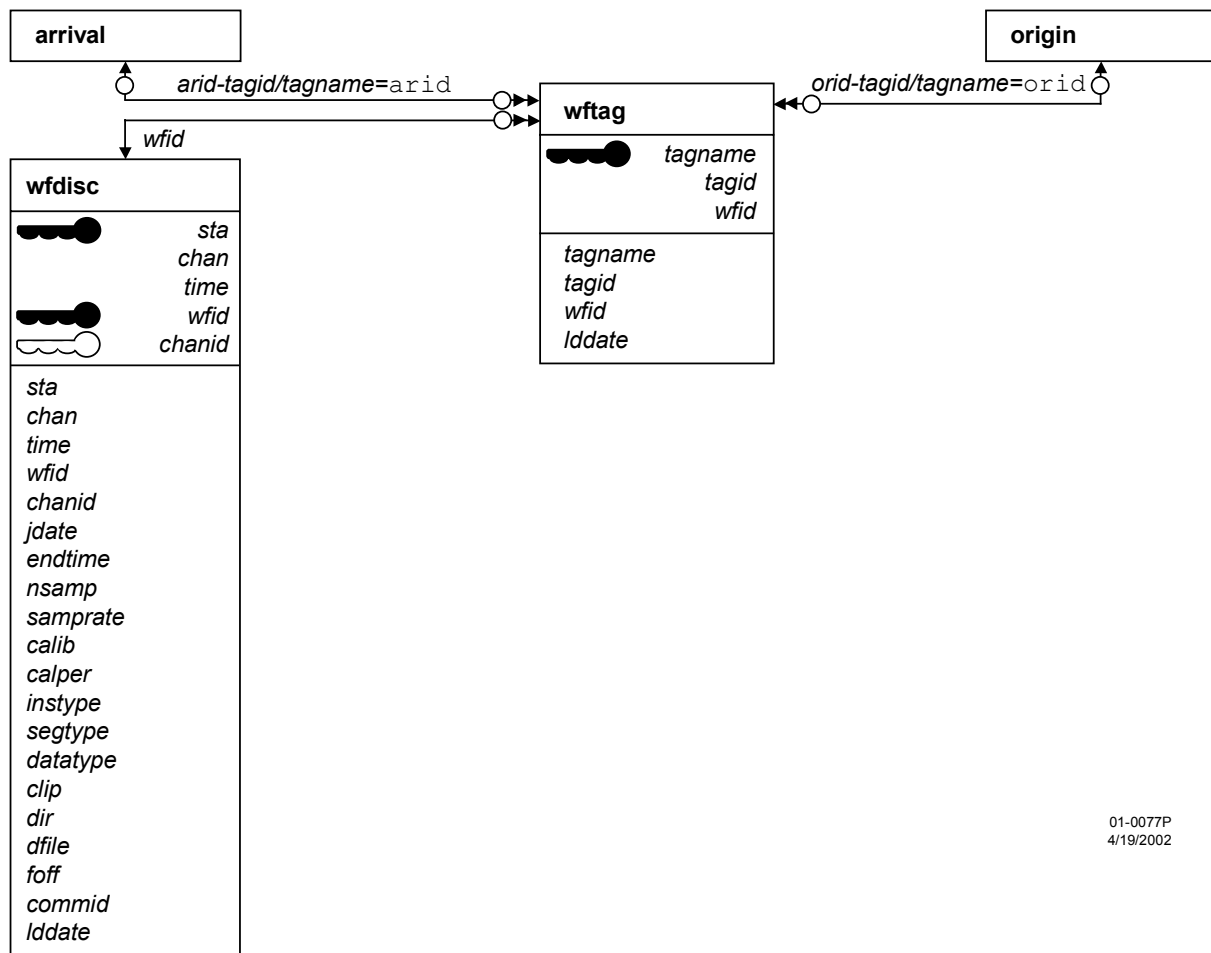 arrival
origin
arid-tagid/tagname=arid
orid-tagid/tagname=orid
wfid
wftag
tagname
tagid
wfid
tagname
tagid
wfid
lddate
wfdisc
sta
chan
time
wfid
chanid
sta
chan
time
wfid
chanid
jdate
endtime
nsamp
samprate
calib
calper
instype
segtype
datatype
clip
dir
dfile
foff
commid
lddate
01-0077P
4/19/2002